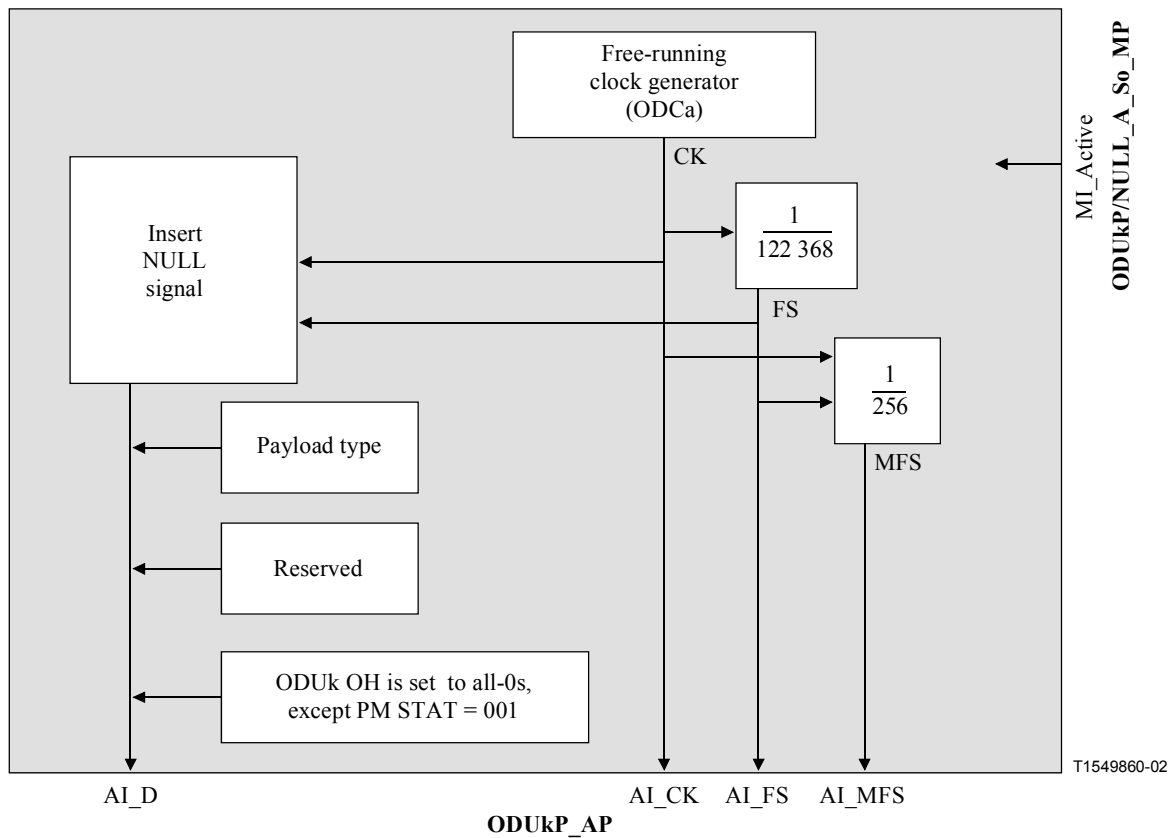 Free-running
clock generator
(ODCa)
CK
MI_Active
ODUkP/NULL_A_So_MP
Insert
NULL
signal
1
122 368
FS
1
256
MFS
Payload type
Reserved
ODUk OH is set to all-0s,
except PM STAT = 001
T1549860-02
AI_D
AI_CK
AI_FS
AI_MFS
ODUkP_AP